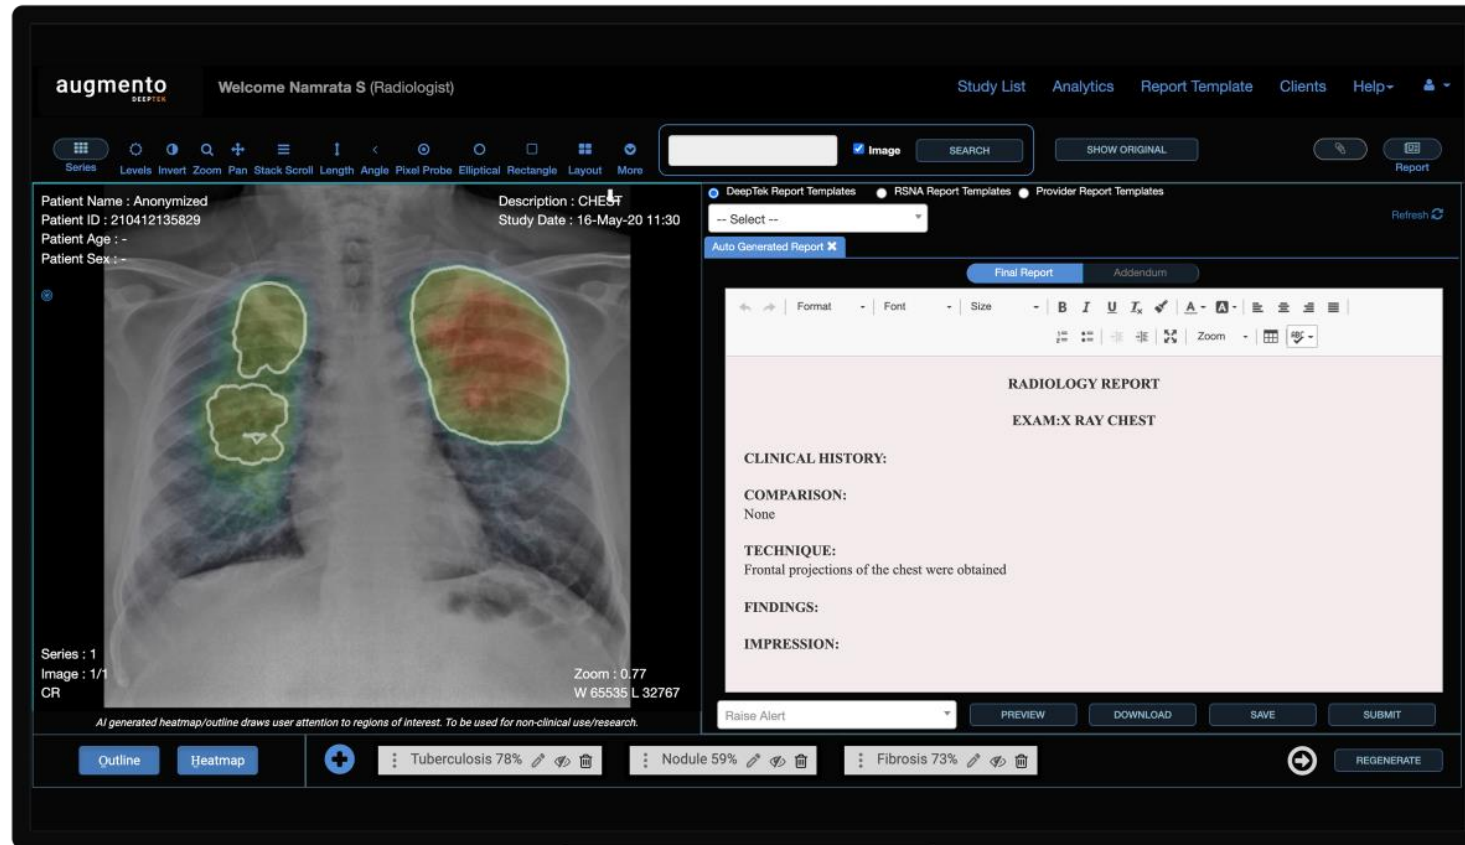 augmento
DEEPTEK
Welcome Namrata S (Radiologist)
Study List Analytics Report Template Clients Help
Series Levels Invert Zoom Pan Stack Scroll Length Angle Pixel Probe Elliptical Rectangle Layout More
Image SEARCH SHOW ORIGINAL Report
Patient Name : Anonymized
Patient ID : 210412135829
Patient Age : -
Patient Sex : -
Description : CHEST
Study Date : 16-May-20 11:30
DeepTek Report Templates RSNA Report Templates Provider Report Templates
-- Select --
Refresh
Auto Generated Report
Final Report Addendum
Format Font Size B I U Ix A A
Zoom ABC
RADIOLOGY REPORT
EXAM:X RAY CHEST
CLINICAL HISTORY:
COMPARISON:
None
TECHNIQUE:
Frontal projections of the chest were obtained
FINDINGS:
IMPRESSION:
Series : 1
Image : 1/1
CR
Zoom : 0.77
W 65535 L 32767
AI generated heatmap/outline draws user attention to regions of interest. To be used for non-clinical use/research.
Raise Alert PREVIEW DOWNLOAD SAVE SUBMIT
Outline Heatmap Tuberculosis 78% Nodule 59% Fibrosis 73% REGENERATE